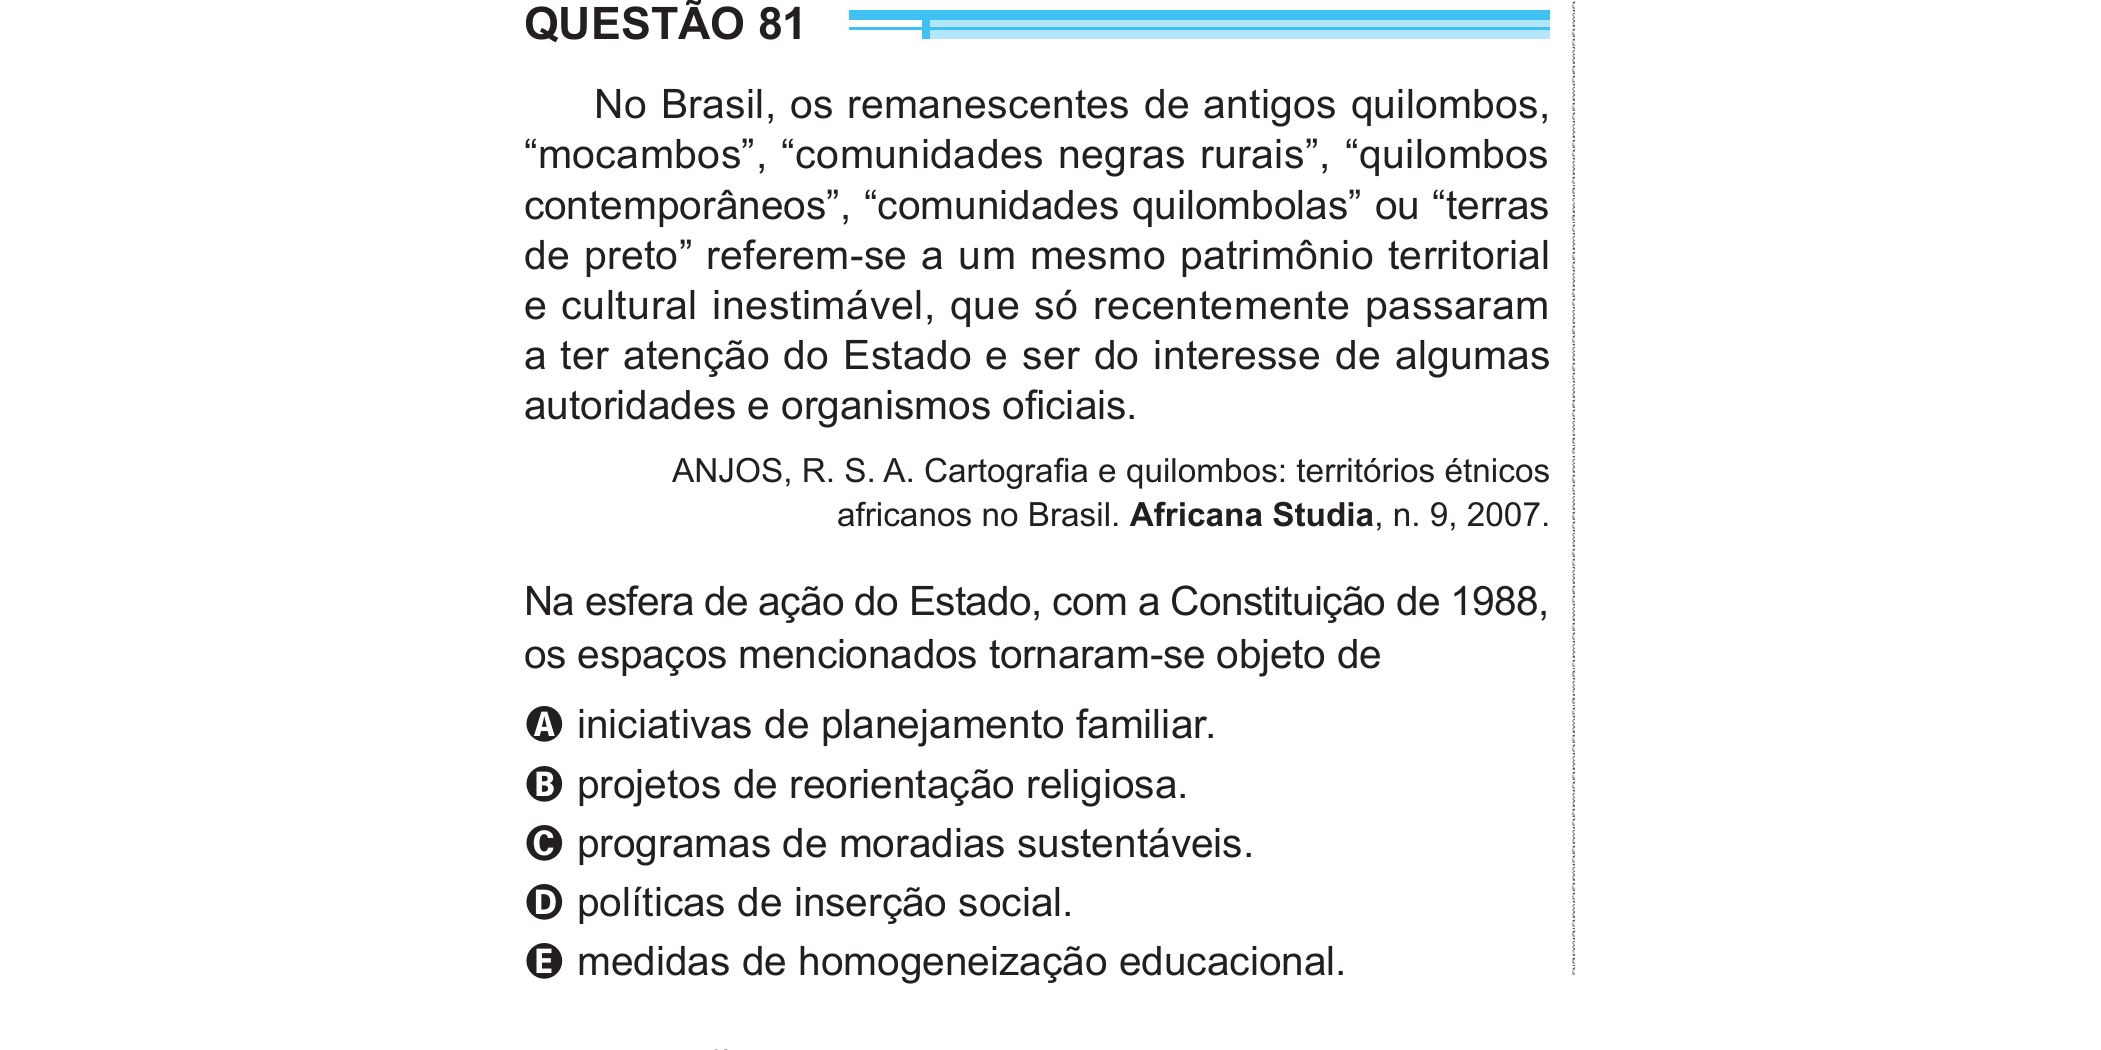 QUESTÃO 81
No Brasil, os remanescentes de antigos quilombos,
“mocambos”, “comunidades negras rurais”, “quilombos
contemporâneos”, “comunidades quilombolas” ou “terras
de preto” referem-se a um mesmo patrimônio territorial
e cultural inestimável, que só recentemente passaram
a ter atenção do Estado e ser do interesse de algumas
autoridades e organismos oficiais.
ANJOS, R. S. A. Cartografia e quilombos: territórios étnicos
africanos no Brasil. Africana Studia, n. 9, 2007.
Na esfera de ação do Estado, com a Constituição de 1988,
os espaços mencionados tornaram-se objeto de
A iniciativas de planejamento familiar.
B projetos de reorientação religiosa.
C programas de moradias sustentáveis.
D políticas de inserção social.
E medidas de homogeneização educacional.